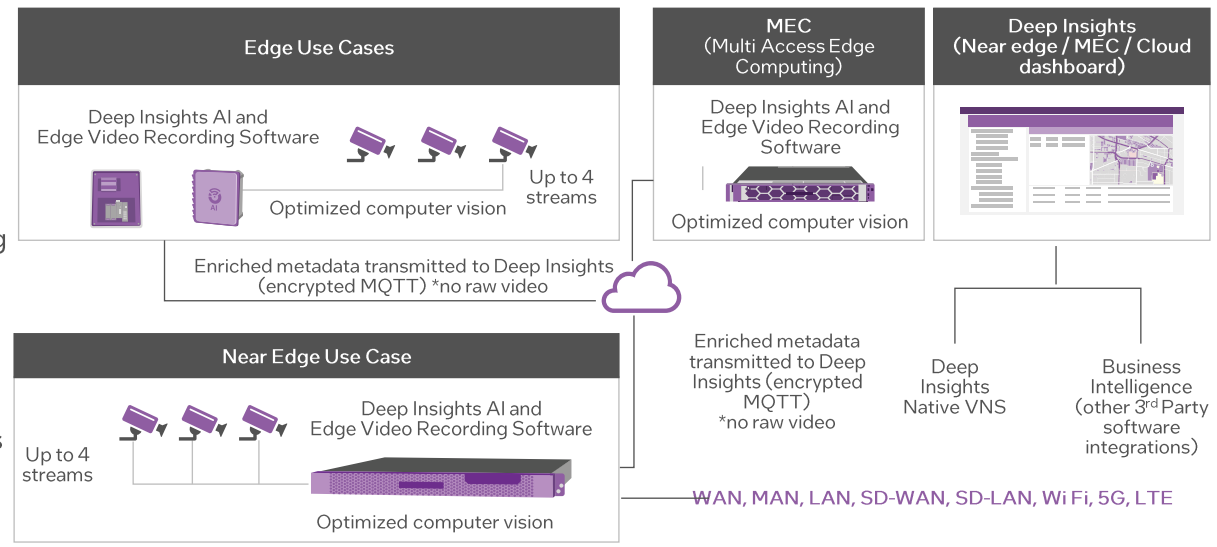 Edge Use Cases
Deep Insights AI and
Edge Video Recording Software
AI
Up to 4
streams
Optimized computer vision
g
MEC
(Multi Access Edge
Computing)
Deep Insights AI and
Edge Video Recording
Software
Optimized computer vision
Deep Insights
(Near edge / MEC / Cloud
dashboard)
Enriched metadata transmitted to Deep Insights
(encrypted MQTT) *no raw video
Near Edge Use Case
Deep Insights AI and
Edge Video Recording Software
s
Up to 4
streams
Optimized computer vision
Enriched metadata
transmitted to Deep
Insights (encrypted
MQTT)
*no raw video
Deep
Insights
Native VNS
Business
Intelligence
(other 3rd Party
software
integrations)
WAN, MAN, LAN, SD-WAN, SD-LAN, Wi Fi, 5G, LTE